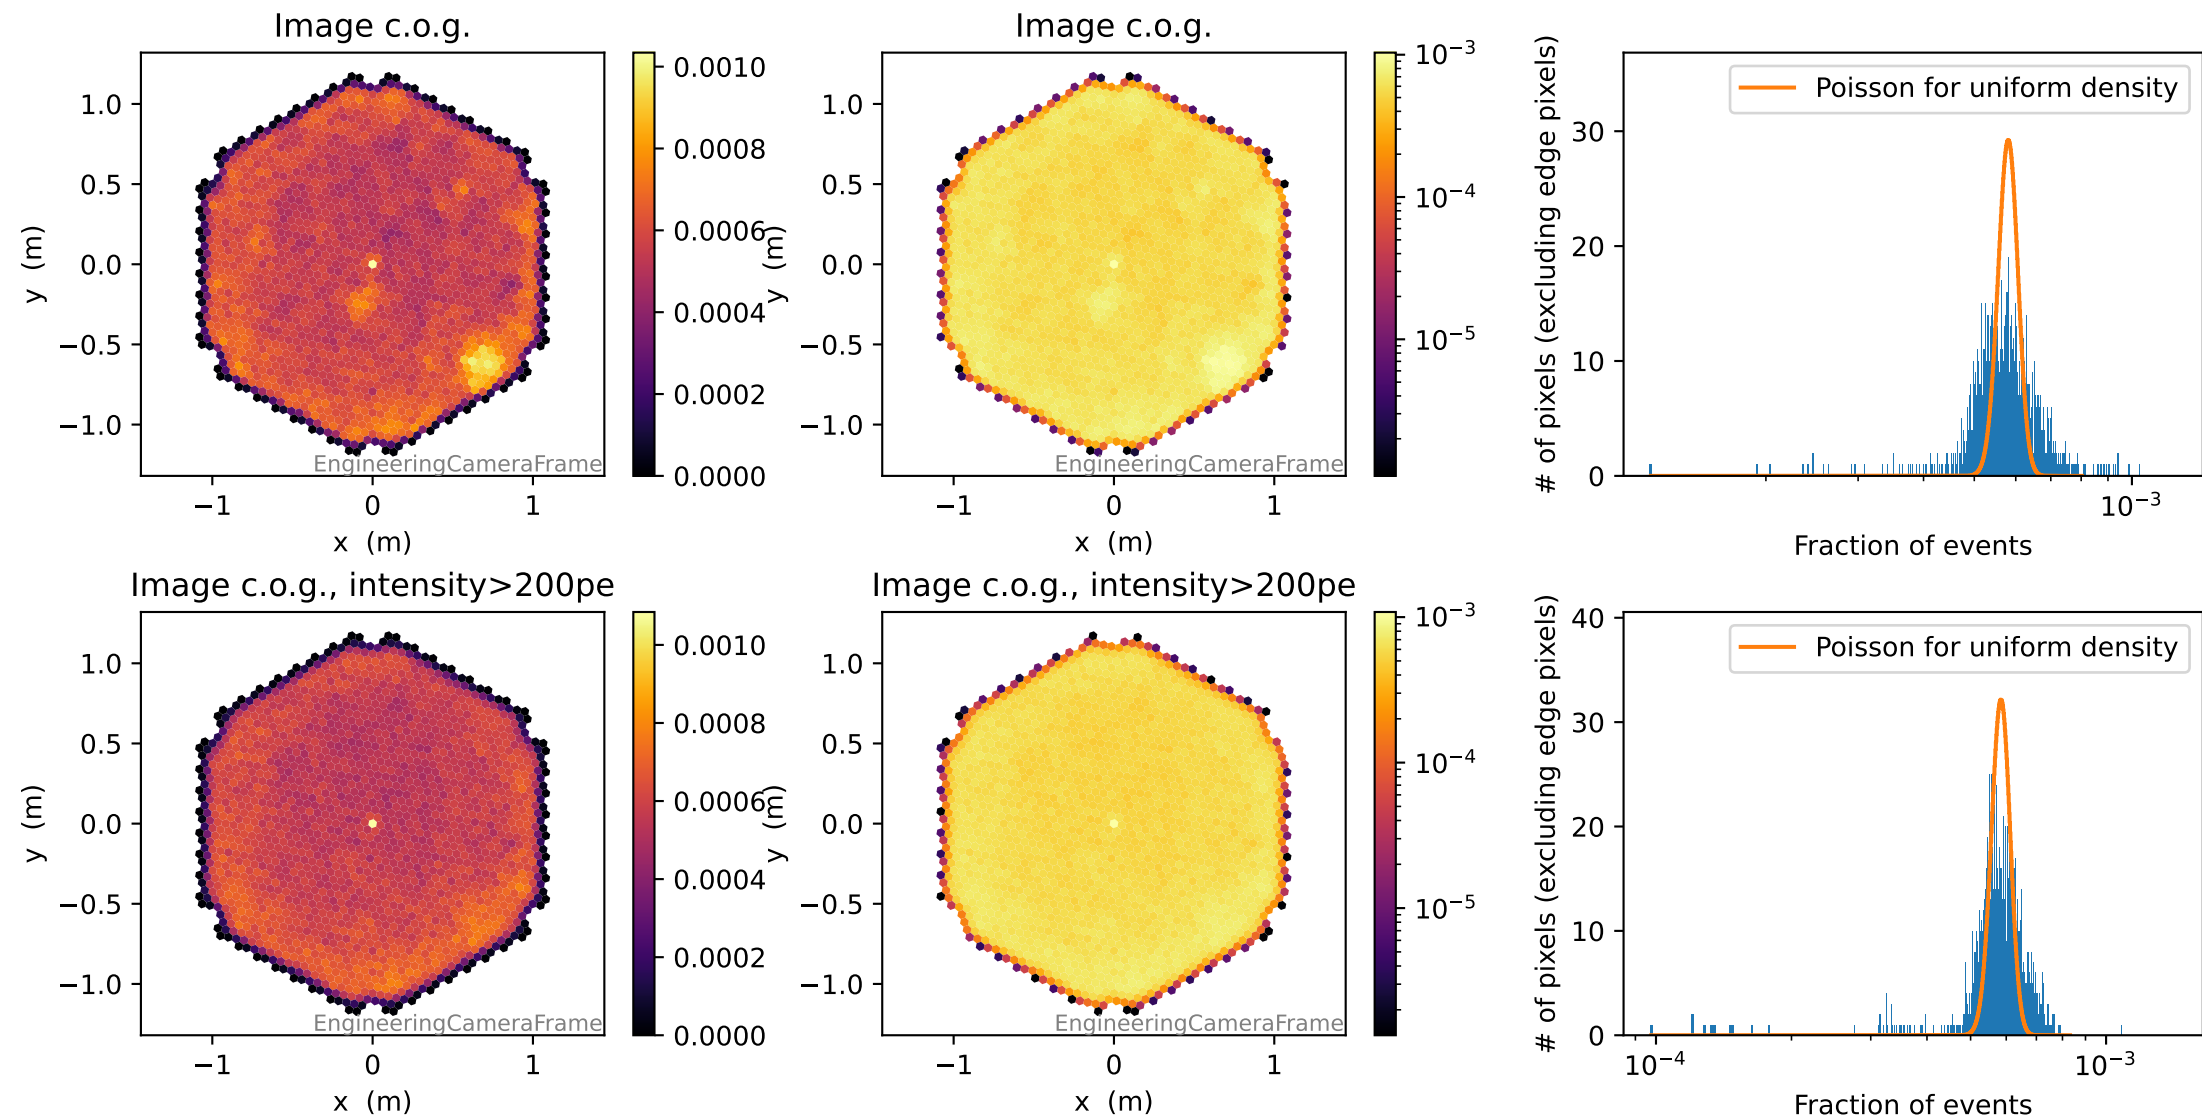 Image c.o.g.
y (m)
1.0
0.5
0.0
−0.5
−1.0
−1
0
1
x (m)
EngineeringCameraFrame
0.0010
0.0008
0.0006
0.0004
0.0002
0.0000
Image c.o.g.
y (m)
1.0
0.5
0.0
−0.5
−1.0
−1
0
1
x (m)
EngineeringCameraFrame
10⁻³
10⁻⁴
10⁻⁵
# of pixels (excluding edge pixels)
30
20
10
0
Poisson for uniform density
10⁻³
Fraction of events
Image c.o.g., intensity>200pe
y (m)
1.0
0.5
0.0
−0.5
−1.0
−1
0
1
x (m)
EngineeringCameraFrame
0.0010
0.0008
0.0006
0.0004
0.0002
0.0000
Image c.o.g., intensity>200pe
y (m)
1.0
0.5
0.0
−0.5
−1.0
−1
0
1
x (m)
EngineeringCameraFrame
10⁻³
10⁻⁴
10⁻⁵
# of pixels (excluding edge pixels)
40
30
20
10
0
Poisson for uniform density
10⁻⁴
10⁻³
Fraction of events